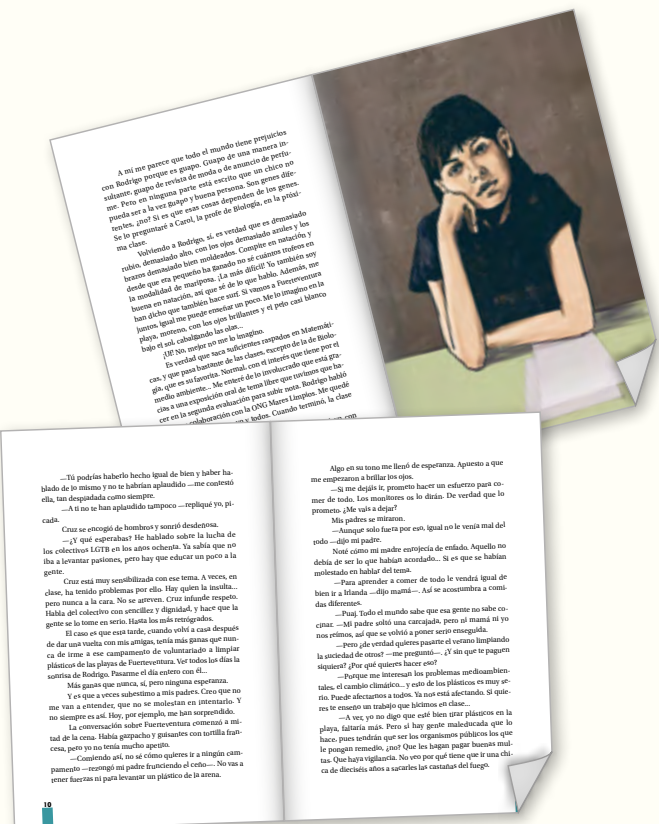 A mí me parece que todo el mundo tiene prejuicios
con Rodrigo porque es guapo. Guapo de una manera in-
sultante, guapo de revista de moda o de anuncio de perfu-
me. Pero en ninguna parte está escrito que un chico no
pueda ser a la vez guapo y buena persona. Son genes dife-
rentes, ¿no? Si es que esas cosas dependen de los genes.
Se lo preguntaré a Carol, la profe de Biología, en la próxi-
ma clase.
Volviendo a Rodrigo, sí, es verdad que es demasiado
rubio, demasiado alto, con los ojos demasiado azules y los
brazos demasiado bien moldeados. Compite en natación y
desde que era pequeño ha ganado no sé cuántos trofeos en
la modalidad de mariposa. ¡La más difícil! Yo también soy
buena en natación, así que sé de lo que hablo. Además, me
han dicho que también hace surf. Si vamos a Fuerteventura
juntos, igual me puede enseñar un poco. Me lo imagino en la
playa, moreno, con los ojos brillantes y el pelo casi blanco
bajo el sol, cabalgando las olas...
¡Uf! No, mejor no me lo imagino.
Es verdad que saca suficientes raspados en Matemáti-
cas, y que pasa bastante de las clases, excepto de la de Biolo-
gía, que es su favorita. Normal, con el interés que tiene por el
medio ambiente... Me enteré de lo involucrado que está gra-
cias a una exposición oral de tema libre que tuvimos que ha-
cer en la segunda evaluación para subir nota. Rodrigo habló
colaboración con la ONG Mares Limpios. Me quedé
y todos. Cuando terminó, la clase
con
—Tú podrías haberlo hecho igual de bien y haber ha-
blado de lo mismo y no te habrían aplaudido —me contestó
ella, tan despiadada como siempre.
—A ti no te han aplaudido tampoco —repliqué yo, pi-
cada.
Cruz se encogió de hombros y sonrió desdeñosa.
—¿Y qué esperabas? He hablado sobre la lucha de
los colectivos LGTB en los años ochenta. Ya sabía que no
iba a levantar pasiones, pero hay que educar un poco a la
gente.
Cruz está muy sensibilizada con ese tema. A veces, en
clase, ha tenido problemas por ello. Hay quien la insulta...
pero nunca a la cara. No se atreven. Cruz infunde respeto.
Habla del colectivo con sencillez y dignidad, y hace que la
gente se lo tome en serio. Hasta los más retrógrados.
El caso es que esta tarde, cuando volví a casa después
de dar una vuelta con mis amigas, tenía más ganas que nun-
ca de irme a ese campamento de voluntariado a limpiar
plásticos de las playas de Fuerteventura. Ver todos los días la
sonrisa de Rodrigo. Pasarme el día entero con él...
Más ganas que nunca, sí, pero ninguna esperanza.
Y es que a veces subestimo a mis padres. Creo que no
me van a entender, que no se molestan en intentarlo. Y
no siempre es así. Hoy, por ejemplo, me han sorprendido.
La conversación sobre Fuerteventura comenzó a mi-
tad de la cena. Había gazpacho y guisantes con tortilla fran-
cesa, pero yo no tenía mucho apetito.
—Comiendo así, no sé cómo quieres ir a ningún cam-
pamento —rezongó mi padre frunciendo el ceño—. No vas a
tener fuerzas ni para levantar un plástico de la arena.
10
Algo en su tono me llenó de esperanza. Apuesto a que
me empezaron a brillar los ojos.
—Si me dejáis ir, prometo hacer un esfuerzo para co-
mer de todo. Los monitores os lo dirán. De verdad que lo
prometo. ¿Me vais a dejar?
Mis padres se miraron.
—Aunque solo fuera por eso, igual no le venía mal del
todo —dijo mi padre.
Noté cómo mi madre enrojecía de enfado. Aquello no
debía de ser lo que habían acordado... Si es que se habían
molestado en hablar del tema.
—Para aprender a comer de todo le vendrá igual de
bien ir a Irlanda —dijo mamá—. Así se acostumbra a comi-
das diferentes.
—Puaj. Todo el mundo sabe que esa gente no sabe co-
cinar. —Mi padre soltó una carcajada, pero ni mamá ni yo
nos reímos, así que se volvió a poner serio enseguida.
—Pero ¿de verdad quieres pasarte el verano limpiando
la suciedad de otros? —me preguntó—. ¿Y sin que te paguen
siquiera? ¿Por qué quieres hacer eso?
—Porque me interesan los problemas medioambien-
tales, el cambio climático... y esto de los plásticos es muy se-
rio. Puede afectarnos a todos. Ya nos está afectando. Si quie-
res te enseño un trabajo que hicimos en clase...
—A ver, yo no digo que esté bien tirar plásticos en la
playa, faltaría más. Pero si hay gente maleducada que lo
hace, pues tendrán que ser los organismos públicos los que
le pongan remedio, ¿no? Que les hagan pagar buenas mul-
tas. Que haya vigilancia. No veo por qué tiene que ir una chi-
ca de dieciséis años a sacarles las castañas del fuego.